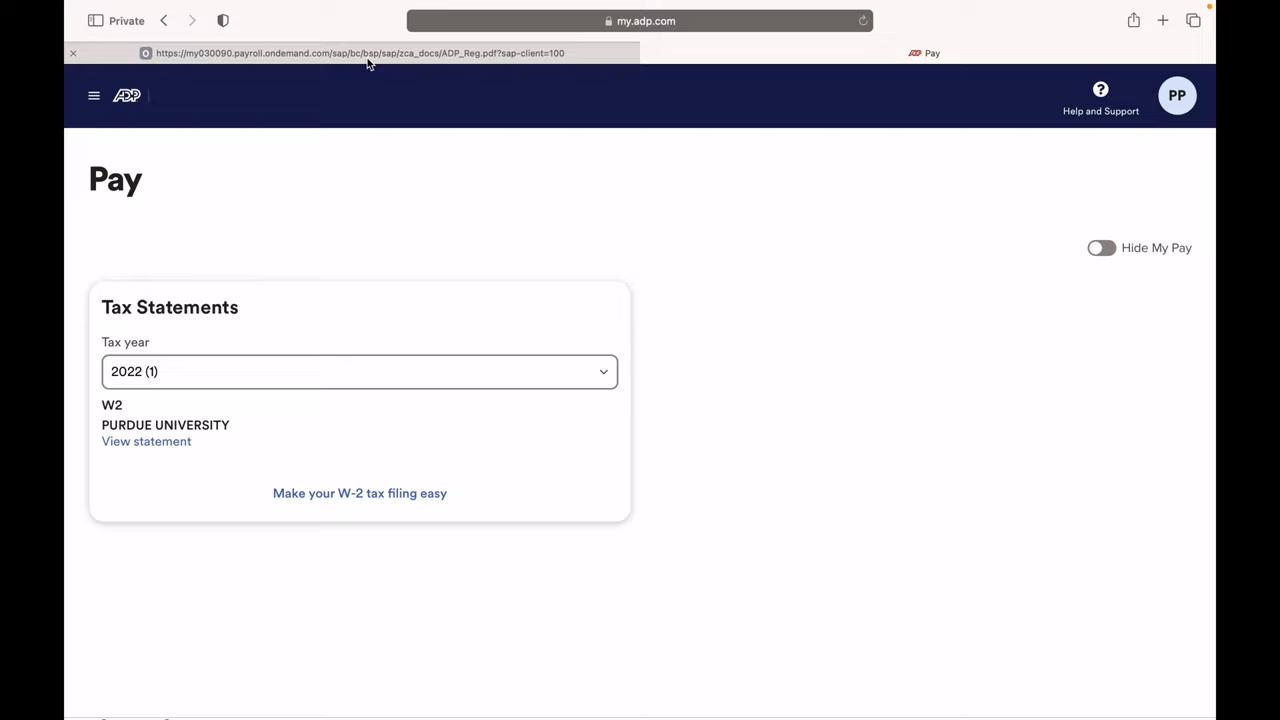 Private
my.adp.com
https://my030090.payroll.ondemand.com/sap/bc/bsp/sap/zca_docs/ADP_Reg.pdf?sap-client=100
Pay
ADP
Help and Support
PP
Pay
Hide My Pay
Tax Statements
Tax year
2022 (1)
W2
PURDUE UNIVERSITY
View statement
Make your W-2 tax filing easy